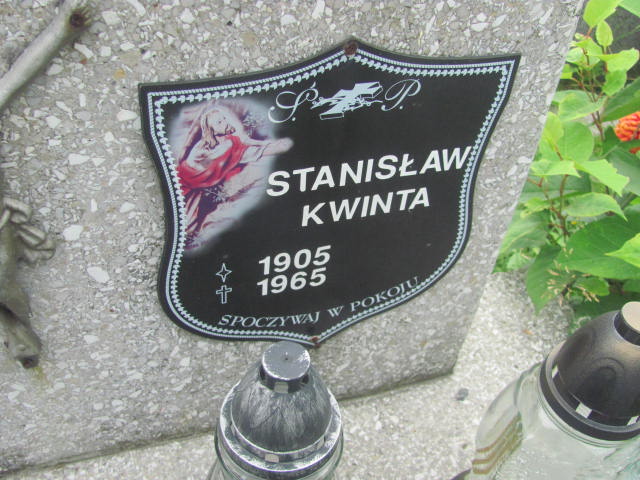 Ś. P.
STANISŁAW
KWINTA
1905
1965
SPOCZYWAJ W POKOJU